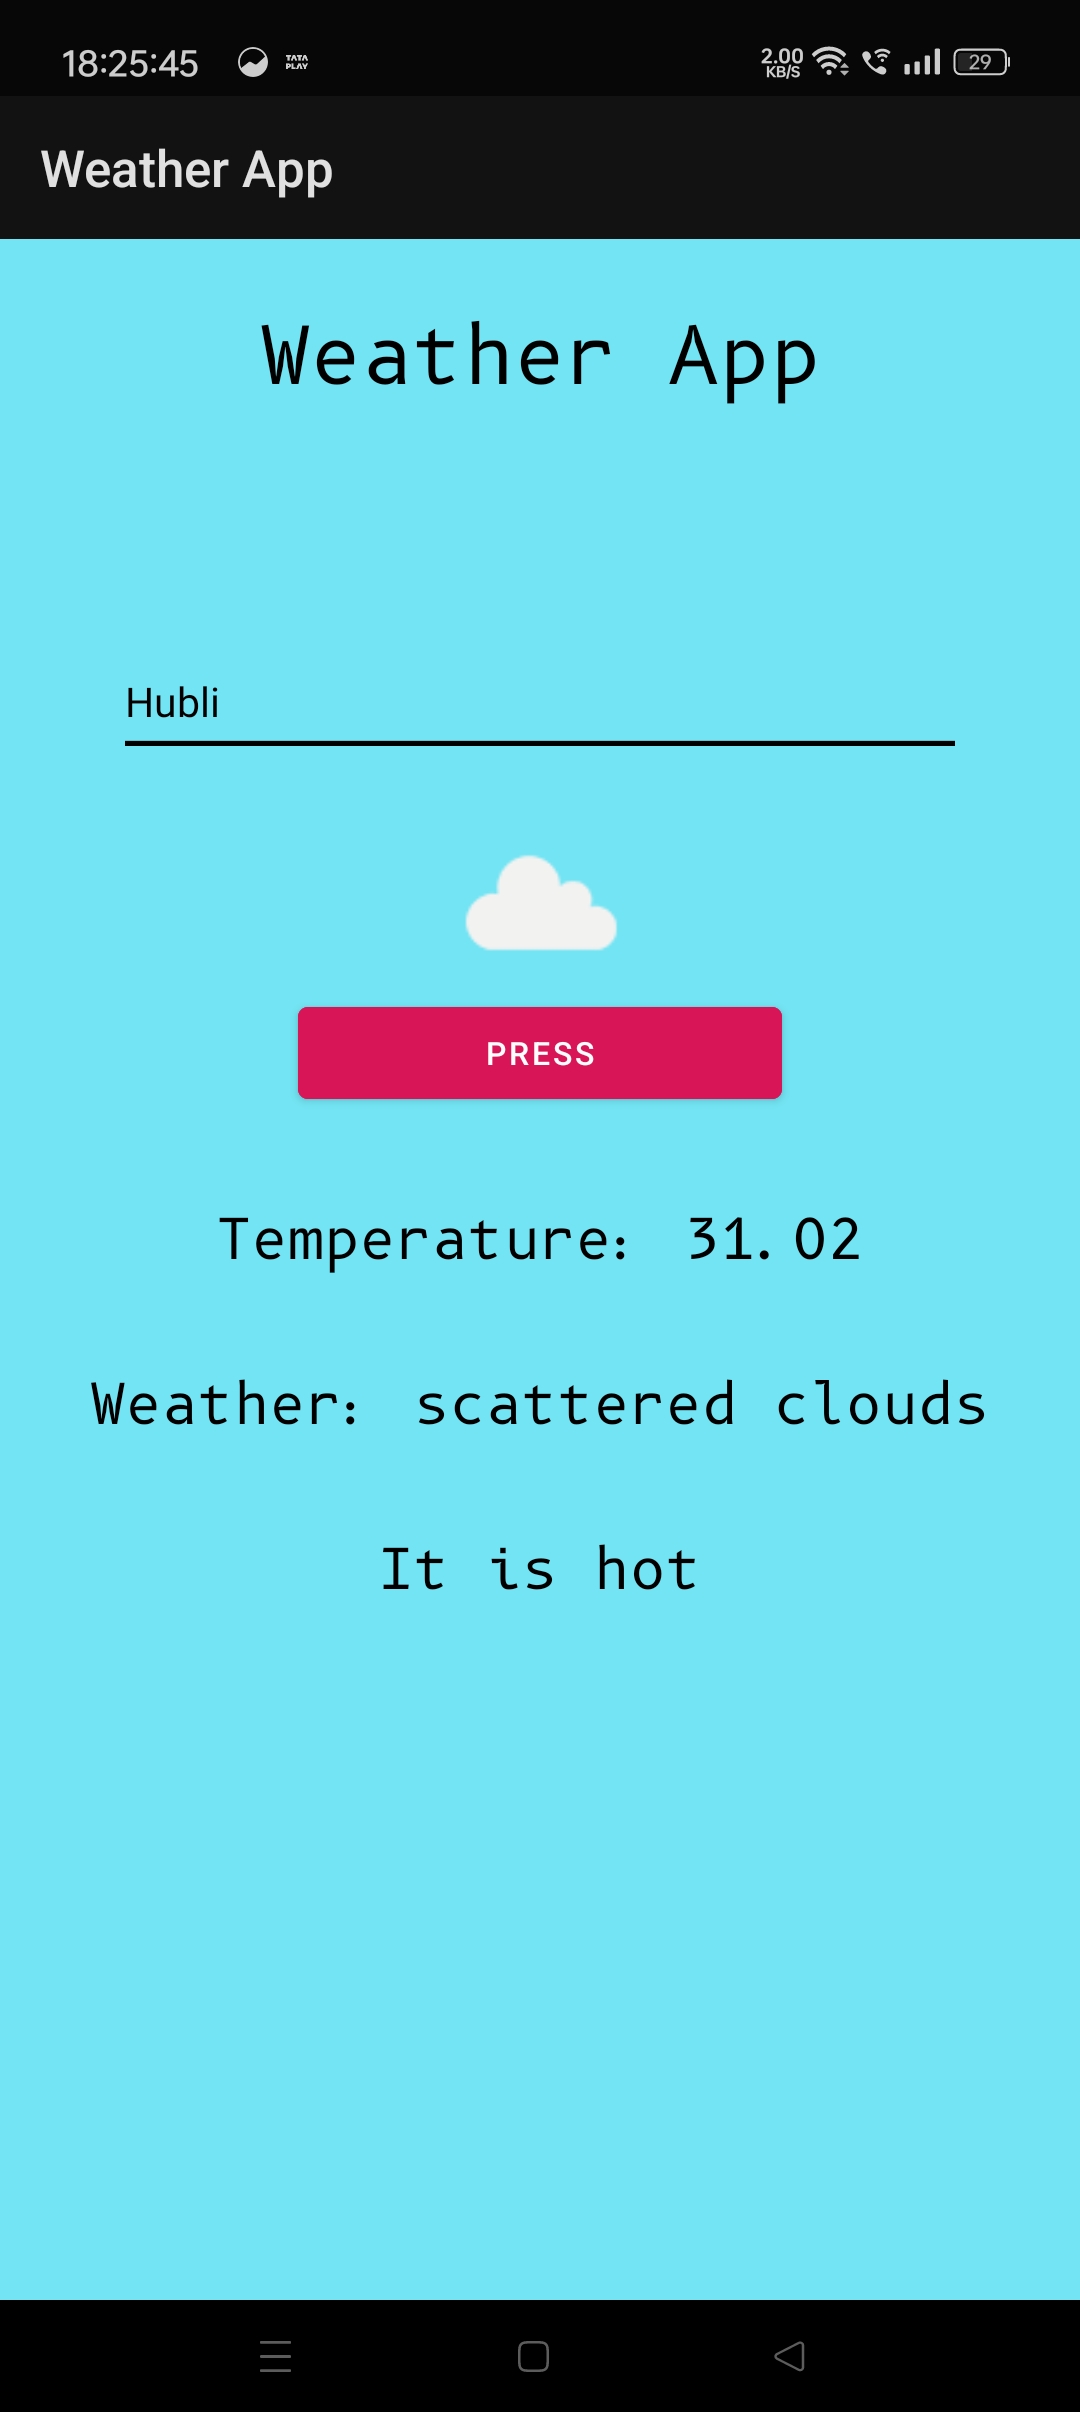 18:25:45 TATA PLAY 2.00 KB/S 29
Weather App
Weather App
Hubli
PRESS
Temperature: 31.02
Weather: scattered clouds
It is hot